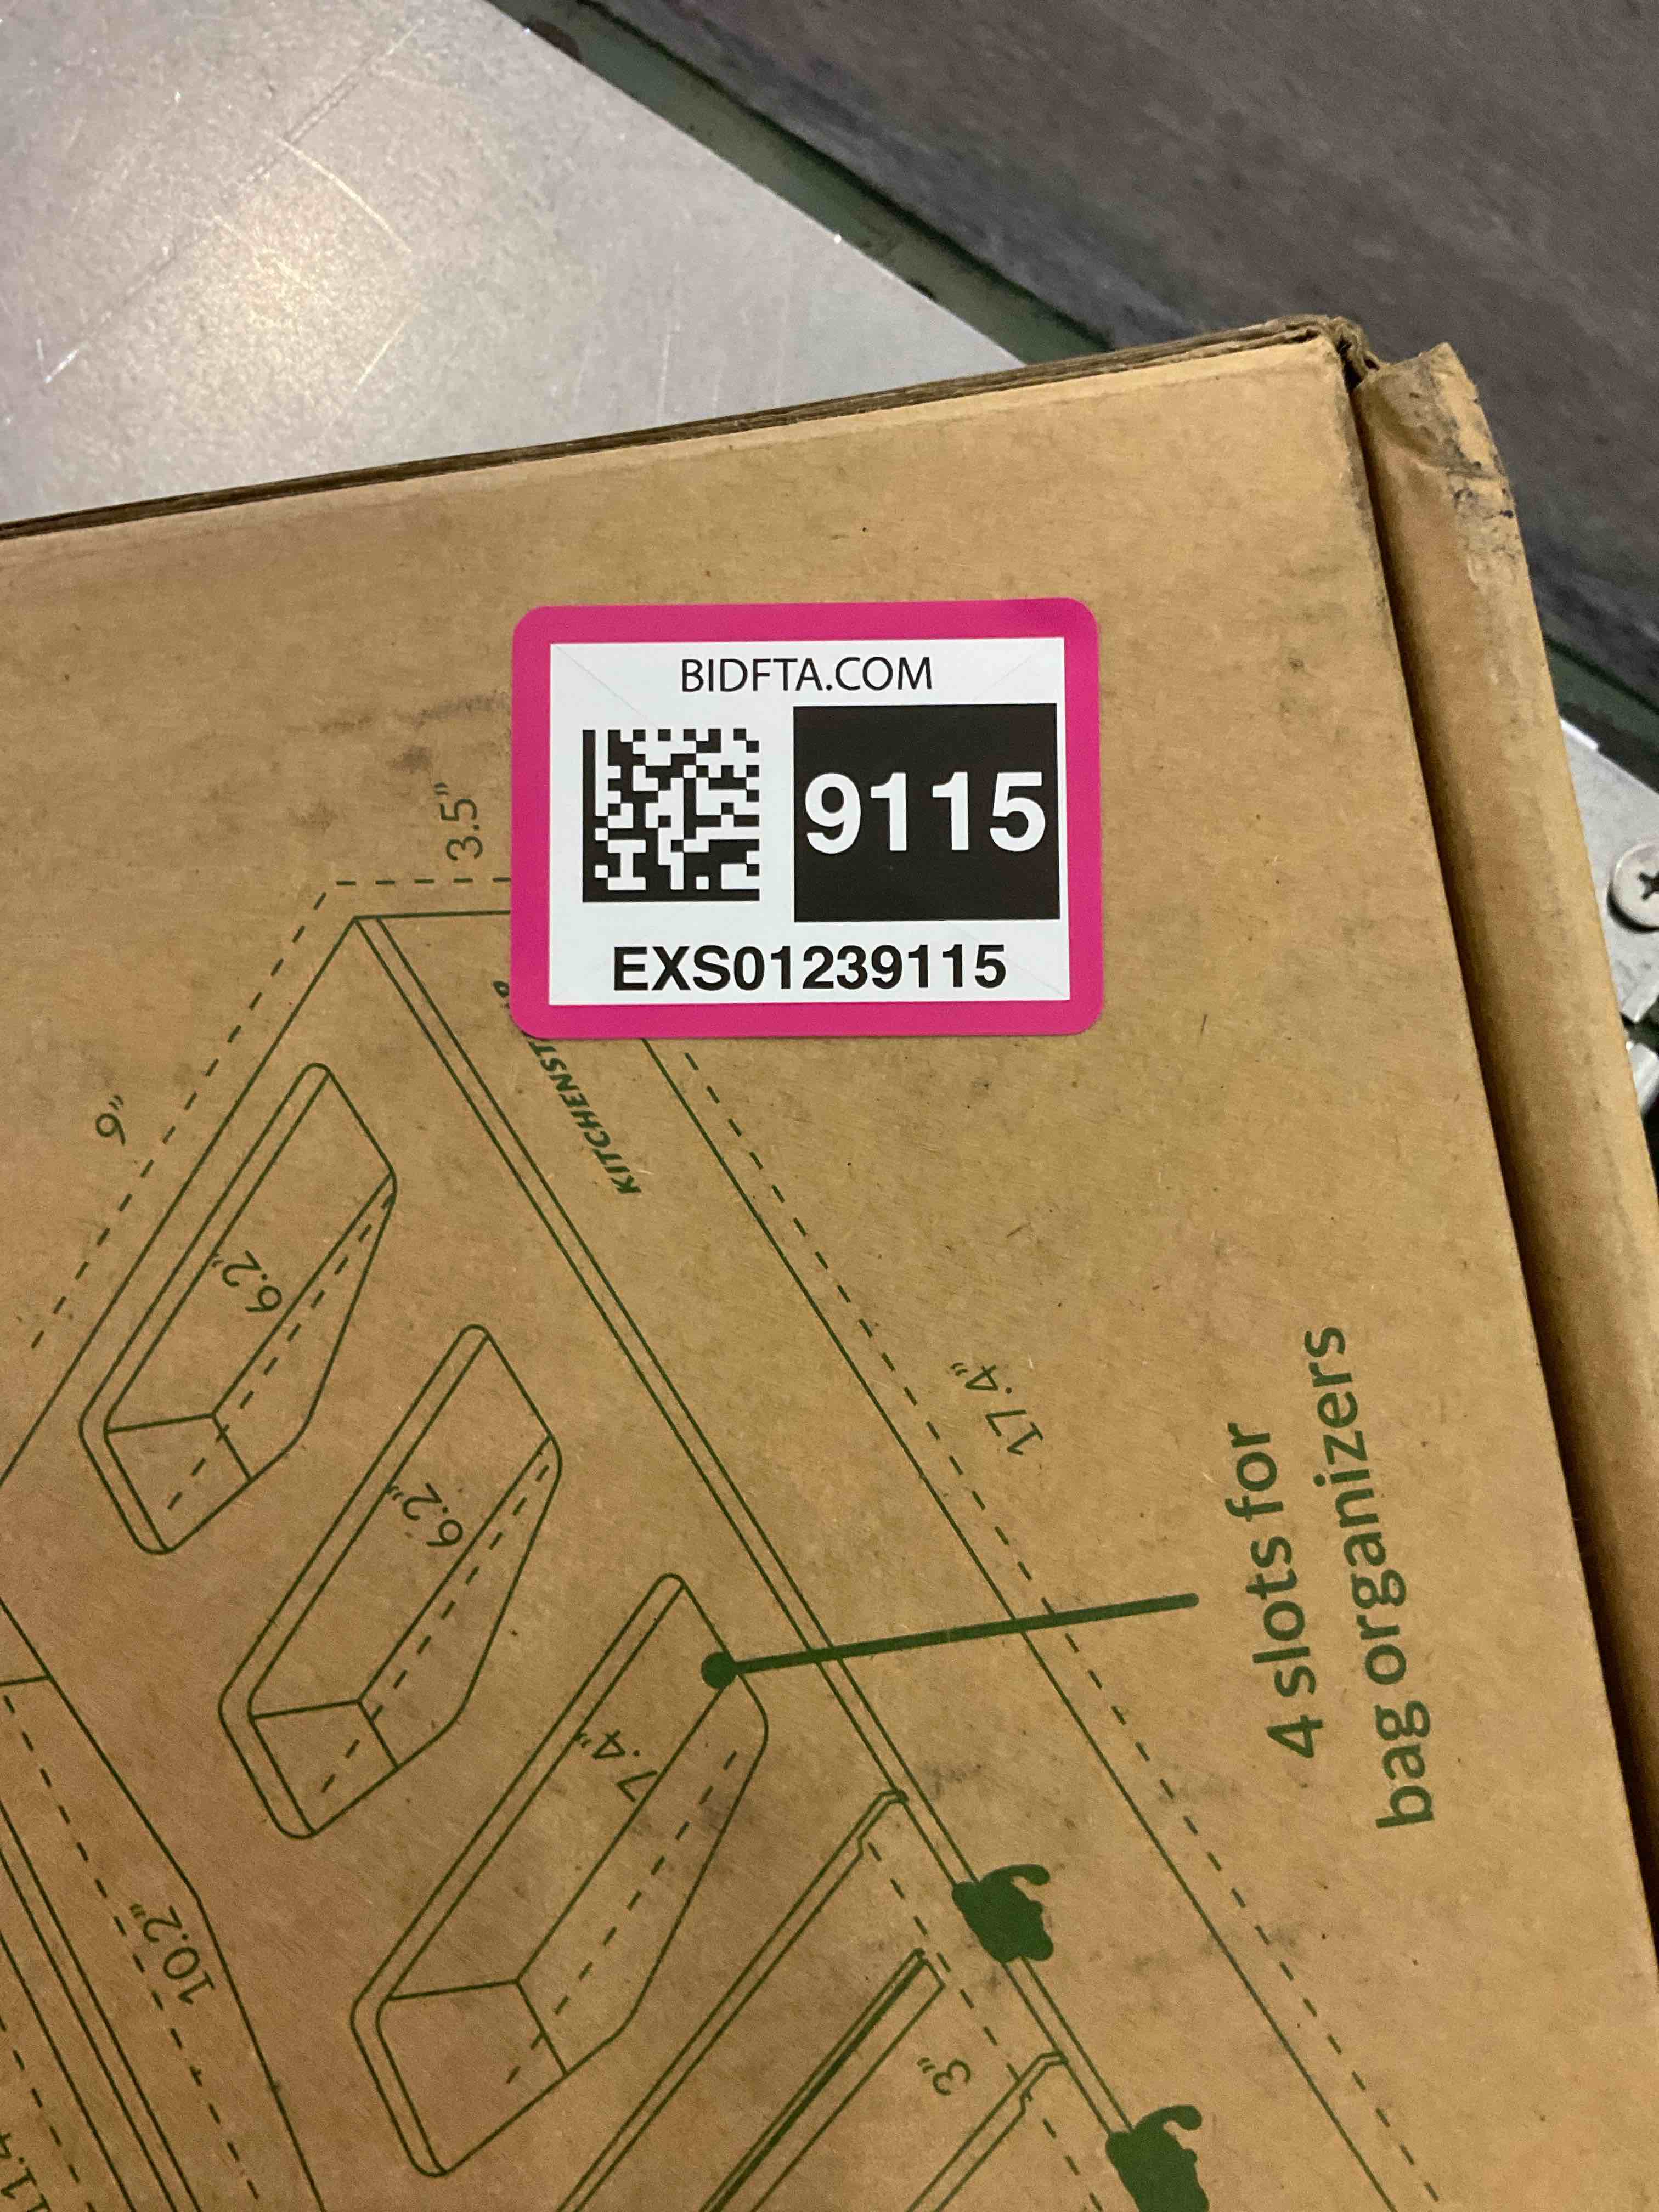 BIDFTA.COM
9115
EXS01239115
3.5"
9"
6.2"
6.2"
7.4"
17.4"
4 slots for
bag organizers
10.2"
3"